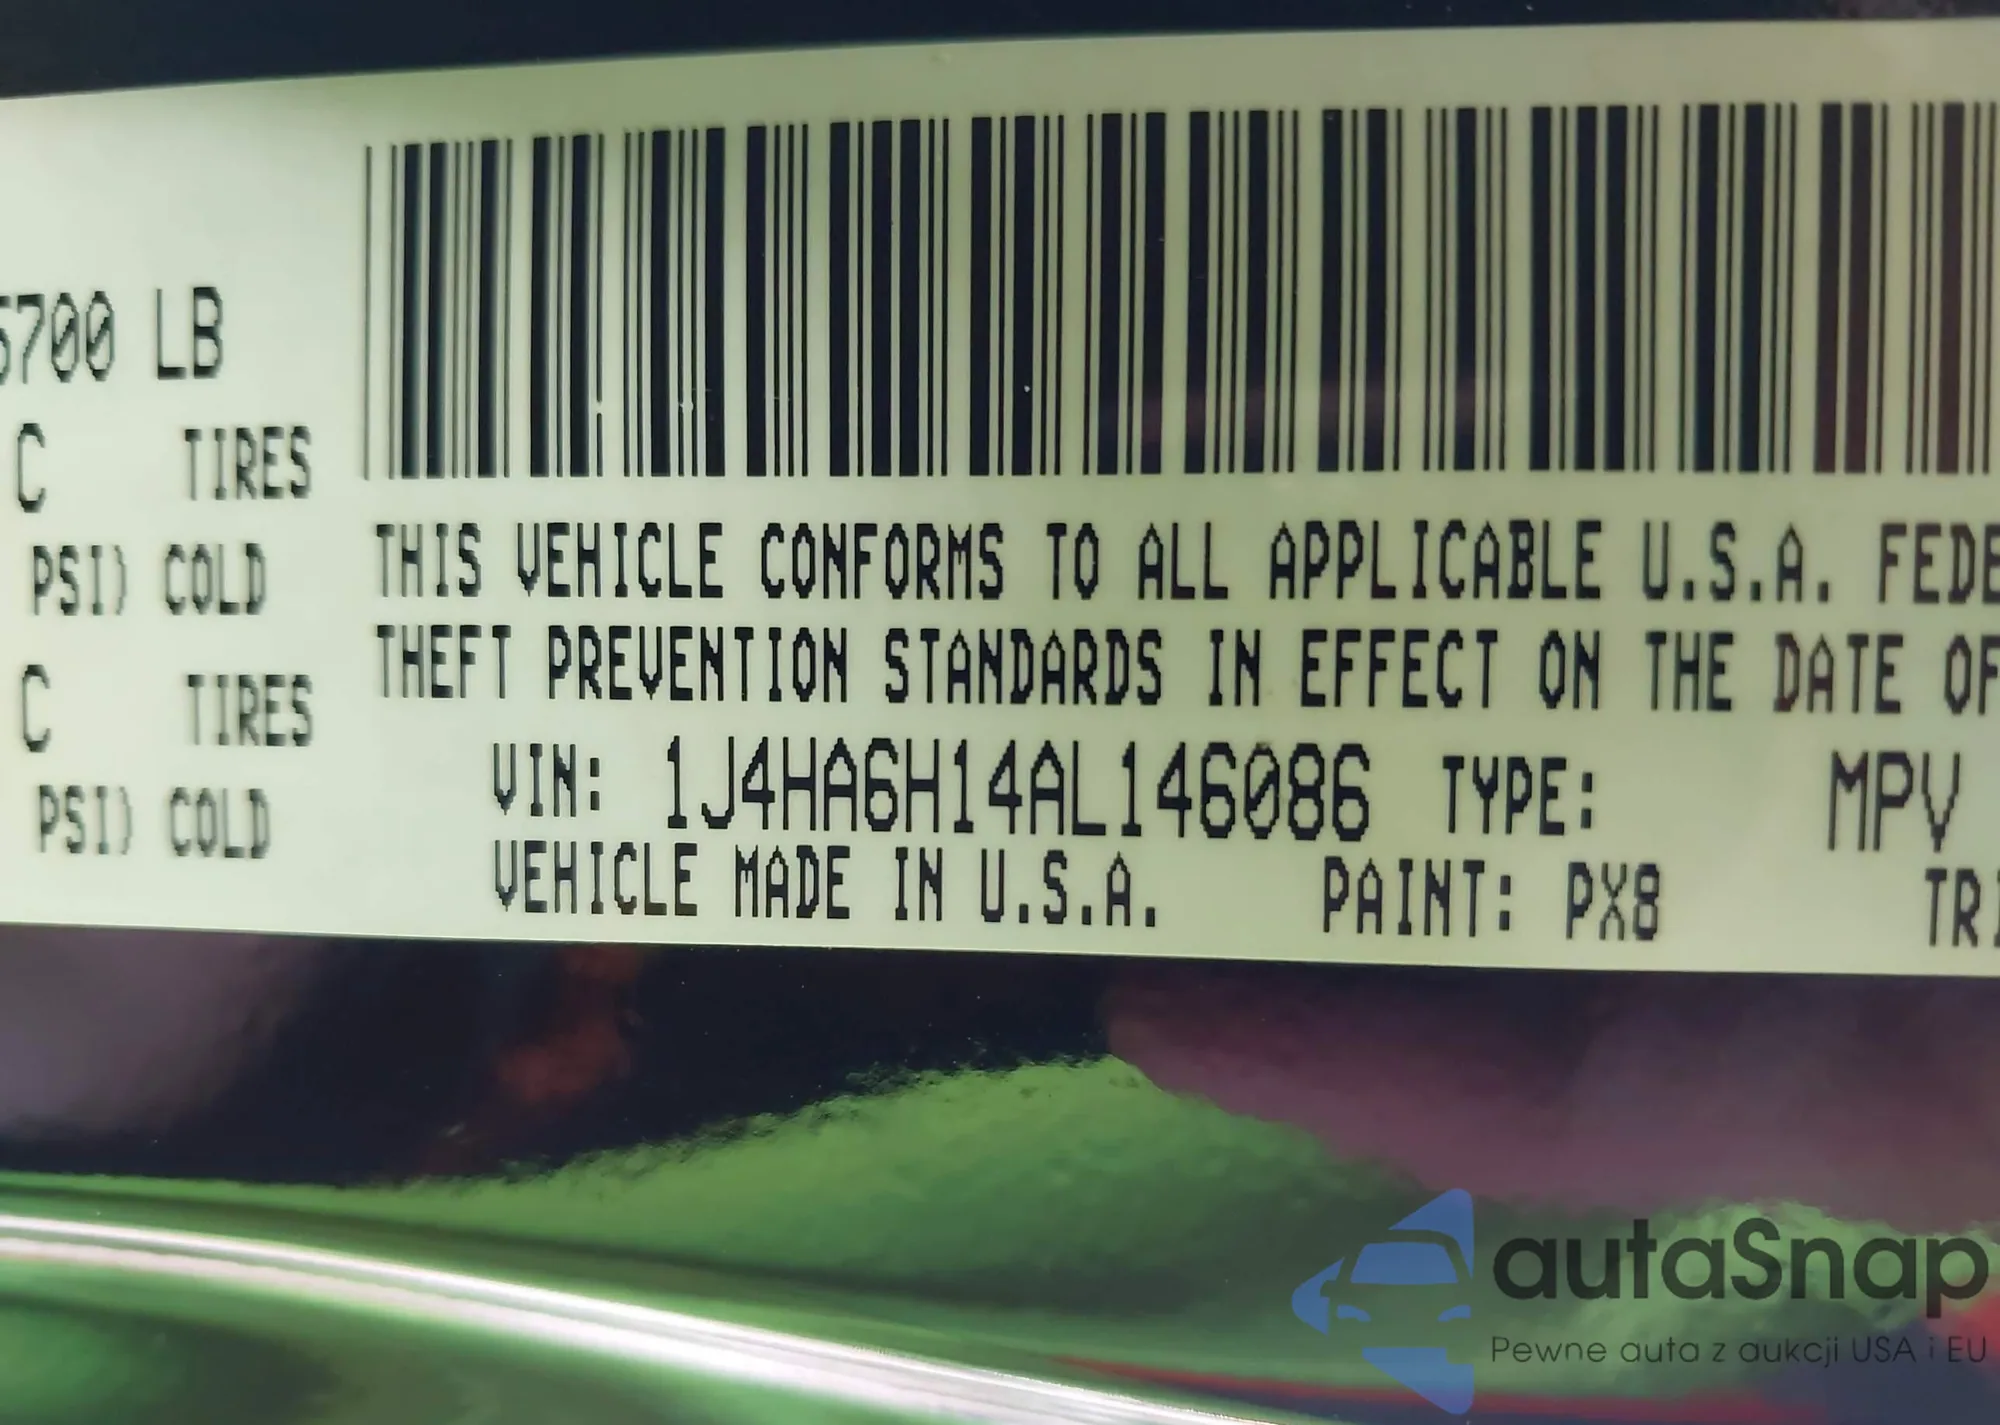 5700 LB
C TIRES
PSI) COLD
C TIRES
PSI) COLD
THIS VEHICLE CONFORMS TO ALL APPLICABLE U.S.A. FEDE
THEFT PREVENTION STANDARDS IN EFFECT ON THE DATE OF
VIN: 1J4HA6H14AL146086 TYPE: MPV
VEHICLE MADE IN U.S.A. PAINT: PX8 TRI
autaSnap
Pewne auta z aukcji USA i EU